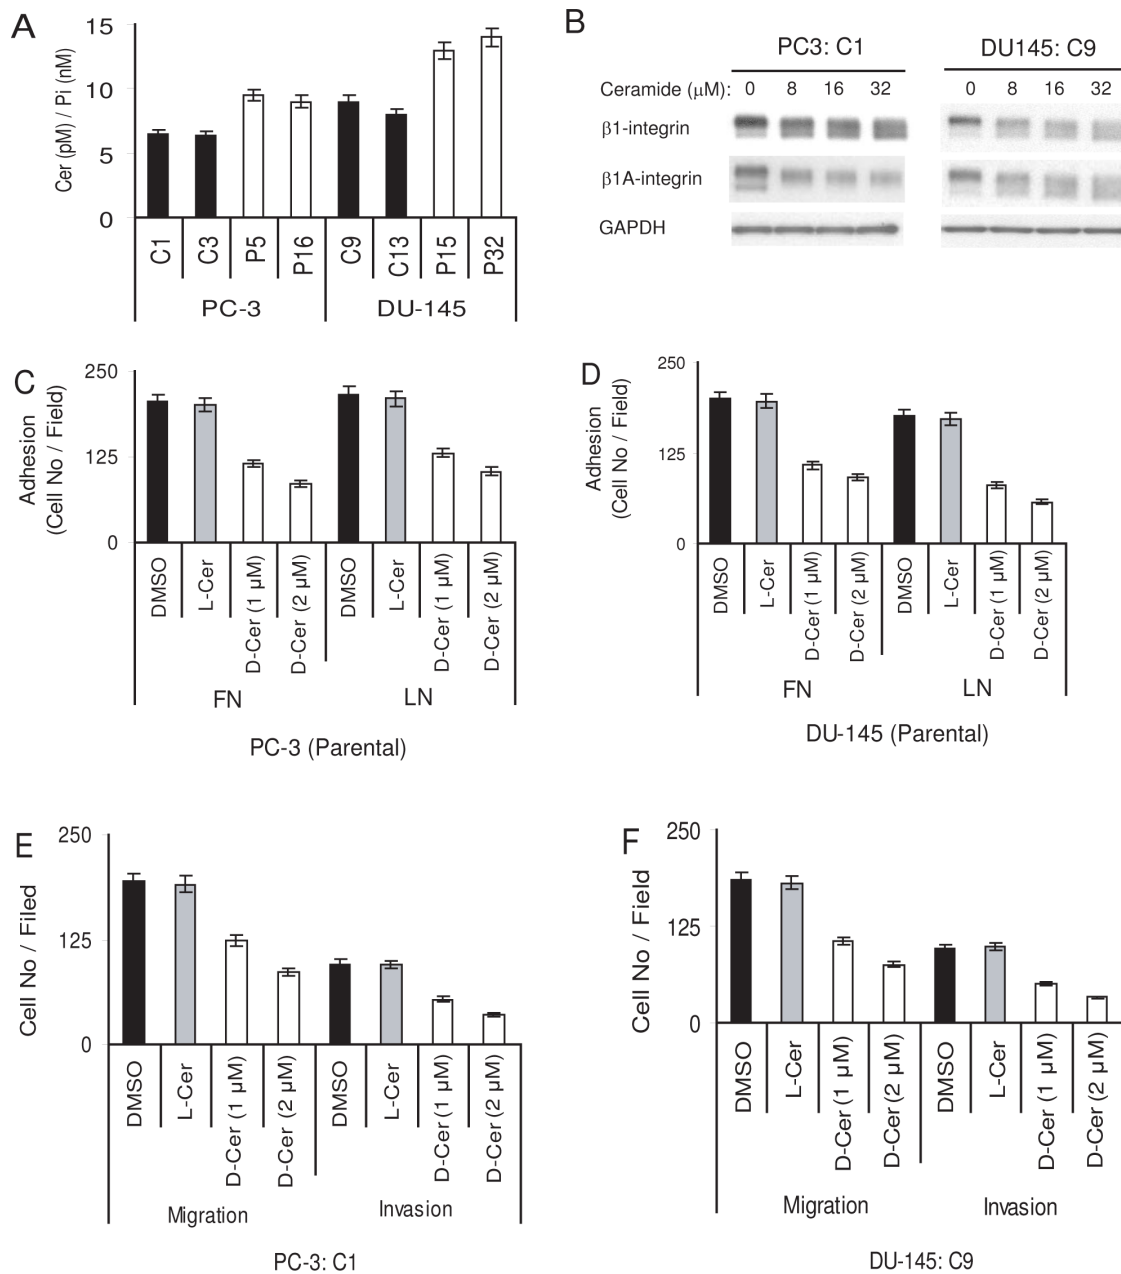 A
Cer (pM) / Pi (nM)
15
10
5
0
C1
C3
P5
P16
C9
C13
P15
P32
PC-3
DU-145
B
PC3: C1
DU145: C9
Ceramide (μM):
0
8
16
32
0
8
16
32
β1-integrin
β1A-integrin
GAPDH
C
Adhesion
(Cell No / Field)
250
125
0
DMSO
L-Cer
D-Cer (1 μM)
D-Cer (2 μM)
DMSO
L-Cer
D-Cer (1 μM)
D-Cer (2 μM)
FN
LN
PC-3 (Parental)
D
Adhesion
(Cell No / Field)
250
125
0
DMSO
L-Cer
D-Cer (1 μM)
D-Cer (2 μM)
DMSO
L-Cer
D-Cer (1 μM)
D-Cer (2 μM)
FN
LN
DU-145 (Parental)
E
Cell No / Filed
250
125
0
DMSO
L-Cer
D-Cer (1 μM)
D-Cer (2 μM)
DMSO
L-Cer
D-Cer (1 μM)
D-Cer (2 μM)
Migration
Invasion
PC-3: C1
F
Cell No / Field
250
125
0
DMSO
L-Cer
D-Cer (1 μM)
D-Cer (2 μM)
DMSO
L-Cer
D-Cer (1 μM)
D-Cer (2 μM)
Migration
Invasion
DU-145: C9